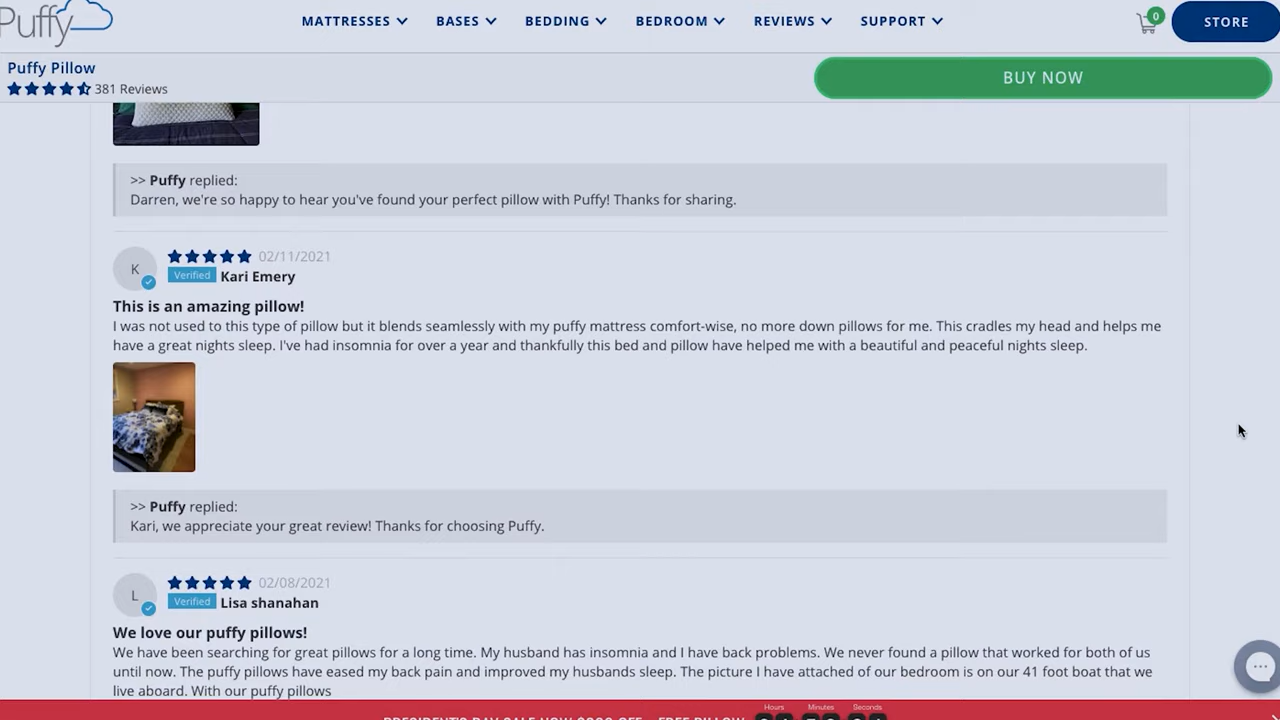 Puffy
MATTRESSES BASES BEDDING BEDROOM REVIEWS SUPPORT 0 STORE
Puffy Pillow
381 Reviews
BUY NOW
>> Puffy replied:
Darren, we're so happy to hear you've found your perfect pillow with Puffy! Thanks for sharing.
K 02/11/2021
Verified Kari Emery
This is an amazing pillow!
I was not used to this type of pillow but it blends seamlessly with my puffy mattress comfort-wise, no more down pillows for me. This cradles my head and helps me
have a great nights sleep. I've had insomnia for over a year and thankfully this bed and pillow have helped me with a beautiful and peaceful nights sleep.
>> Puffy replied:
Kari, we appreciate your great review! Thanks for choosing Puffy.
L 02/08/2021
Verified Lisa shanahan
We love our puffy pillows!
We have been searching for great pillows for a long time. My husband has insomnia and I have back problems. We never found a pillow that worked for both of us
until now. The puffy pillows have eased my back pain and improved my husbands sleep. The picture I have attached of our bedroom is on our 41 foot boat that we
live aboard. With our puffy pillows
Hours Minutes Seconds
PRESIDENT'S DAY SALE NOW OFF FREE PILLOW